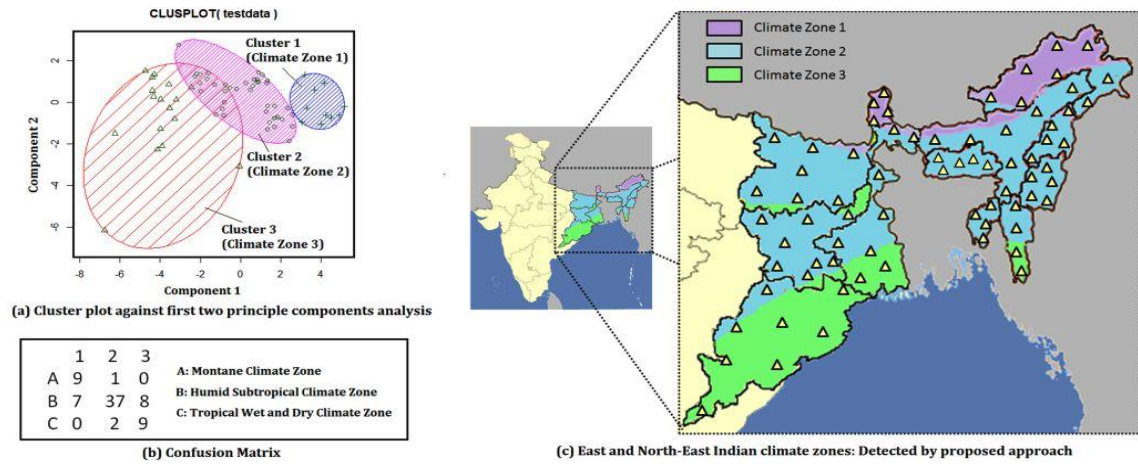 CLUSPLOT( testdata )
Component 2
2
0
-2
-4
-6
Cluster 1
(Climate Zone 1)
Cluster 2
(Climate Zone 2)
Cluster 3
(Climate Zone 3)
-8 -6 -4 -2 0 2 4 6
Component 1
(a) Cluster plot against first two principle components analysis
1 2 3
A 9 1 0
B 7 37 8
C 0 2 9
A: Montane Climate Zone
B: Humid Subtropical Climate Zone
C: Tropical Wet and Dry Climate Zone
(b) Confusion Matrix
Climate Zone 1
Climate Zone 2
Climate Zone 3
(c) East and North-East Indian climate zones: Detected by proposed approach